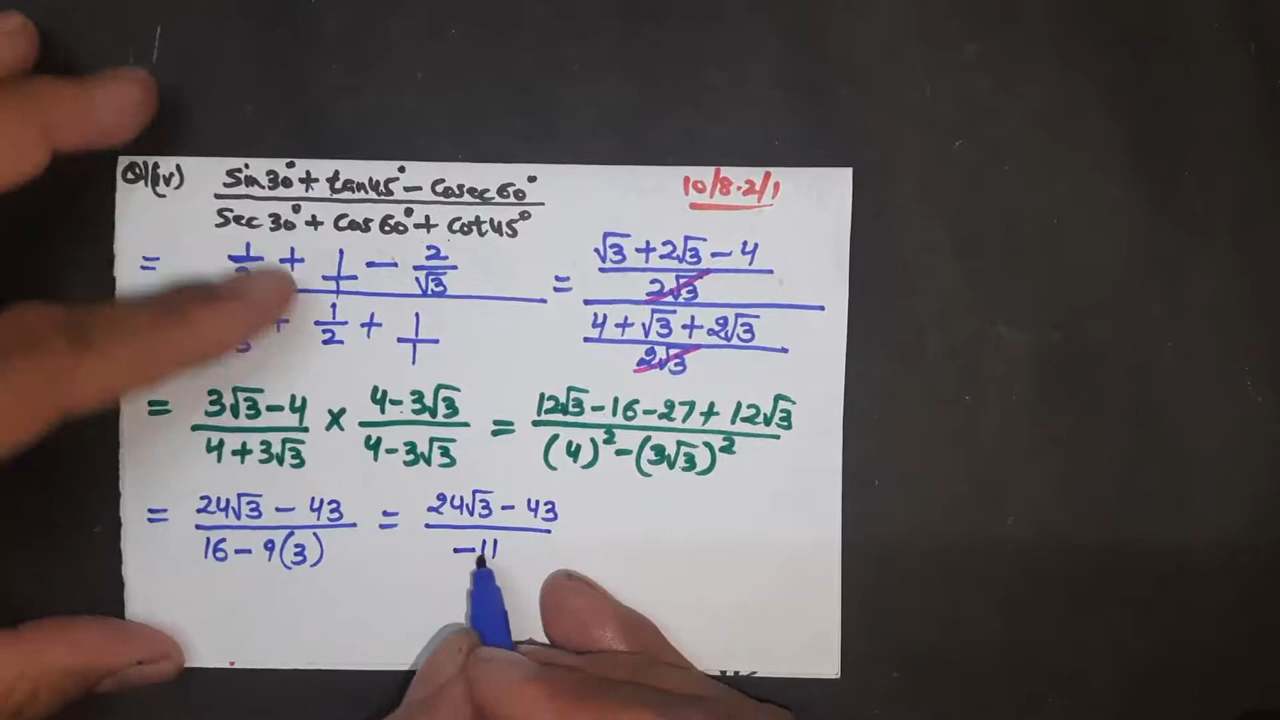 Q1(iv) sin30° + tan45° - cosec60°
10/8.2/1
sec30° + cos60° + cot45°
= 1 + 1 - 2/√3 = (√3 + 2√3 - 4)/2√3
+ 1/2 + 1/1 (4 + √3 + 2√3)/2√3
= (3√3 - 4)/(4 + 3√3) × (4 - 3√3)/(4 - 3√3) = (12√3 - 16 - 27 + 12√3)/((4)² - (3√3)²)
= (24√3 - 43)/(16 - 9(3)) = (24√3 - 43)/(-11)